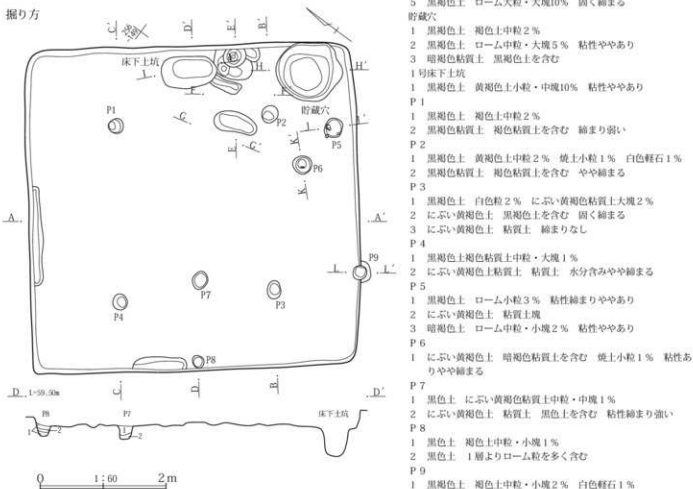 掘り方
C'
D'
E'
B'
床下土坑
H
H'
F
F'
貯蔵穴
P1
P2
P5
G
G'
E
K'
K
P6
A
A'
P9
L
L'
P7
P3
P4
P8
D
L=59.50m
C
D
B
D'
P8
P7
床下土坑
1
2
1
2
0
1:60
2m
5 黒褐色土 ローム大粒・大塊10% 固く締まる
貯蔵穴
1 黒褐色土 褐色土中粒2%
2 黒褐色土 ローム中粒・大塊5% 粘性ややあり
3 暗褐色粘質土 黒褐色土を含む
1号床下土坑
1 黒褐色土 黄褐色土小粒・中塊10% 粘性ややあり
P 1
1 黒褐色土 褐色土中粒2%
2 黒褐色粘質土 褐色粘質土を含む 締まり弱い
P 2
1 黒褐色土 黄褐色土中粒2% 焼土小粒1% 白色軽石1%
2 黒褐色粘質土 褐色粘質土を含む やや締まる
P 3
1 黒褐色土 白色粒2% にぶい黄褐色粘質土大塊2%
2 にぶい黄褐色土 黒褐色土を含む 固く締まる
3 にぶい黄褐色土 粘質土 締まりなし
P 4
1 黒褐色土褐色粘質土中粒・大塊1%
2 にぶい黄褐色土粘質土 粘質土 水分含みやや締まる
P 5
1 黒褐色土 ローム小粒3% 粘性締まりややあり
2 にぶい黄褐色土 粘質土塊
3 暗褐色土 ローム中粒・小塊2% 粘性ややあり
P 6
1 にぶい黄褐色土 暗褐色粘質土を含む 焼土小粒1% 粘性あ
りやや締まる
P 7
1 黒色土 にぶい黄褐色粘質土中粒・中塊1%
2 にぶい黄褐色土 粘質土 黒色土を含む 粘性締まり強い
P 8
1 黒色土 褐色土中粒・小塊1%
2 黒色土 1層よりローム粒を多く含む
P 9
1 黒褐色土 褐色土中粒・小塊2% 白色軽石1%